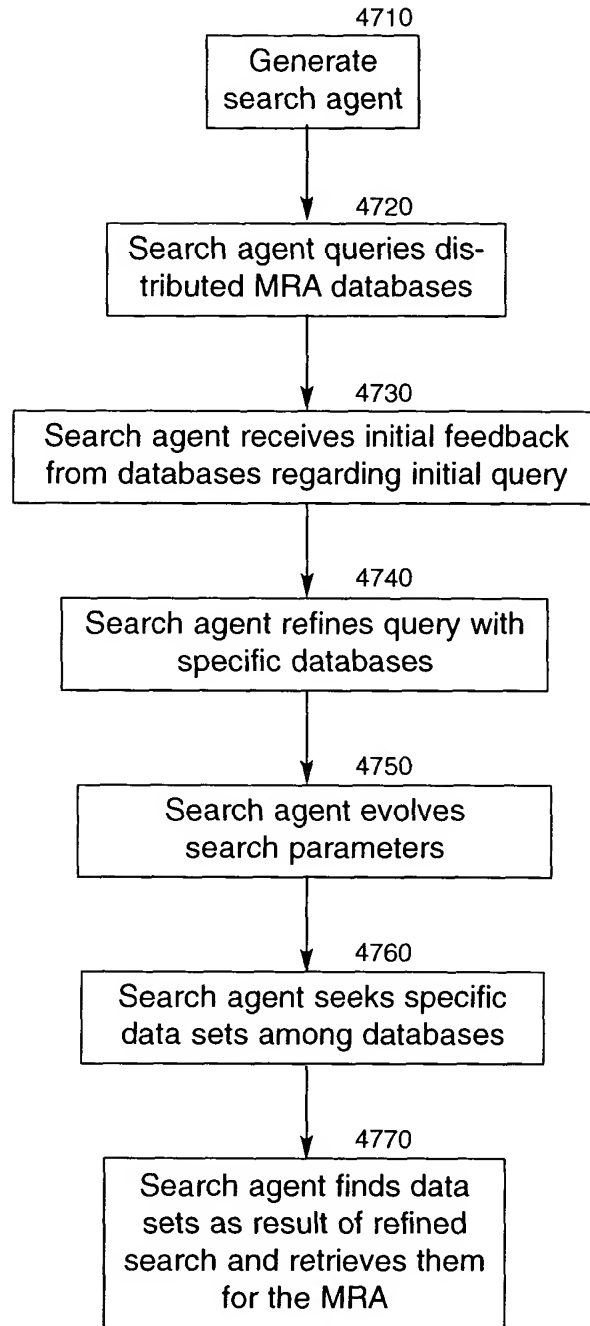 4710
Generate
search agent
4720
Search agent queries dis-
tributed MRA databases
4730
Search agent receives initial feedback
from databases regarding initial query
4740
Search agent refines query with
specific databases
4750
Search agent evolves
search parameters
4760
Search agent seeks specific
data sets among databases
4770
Search agent finds data
sets as result of refined
search and retrieves them
for the MRA